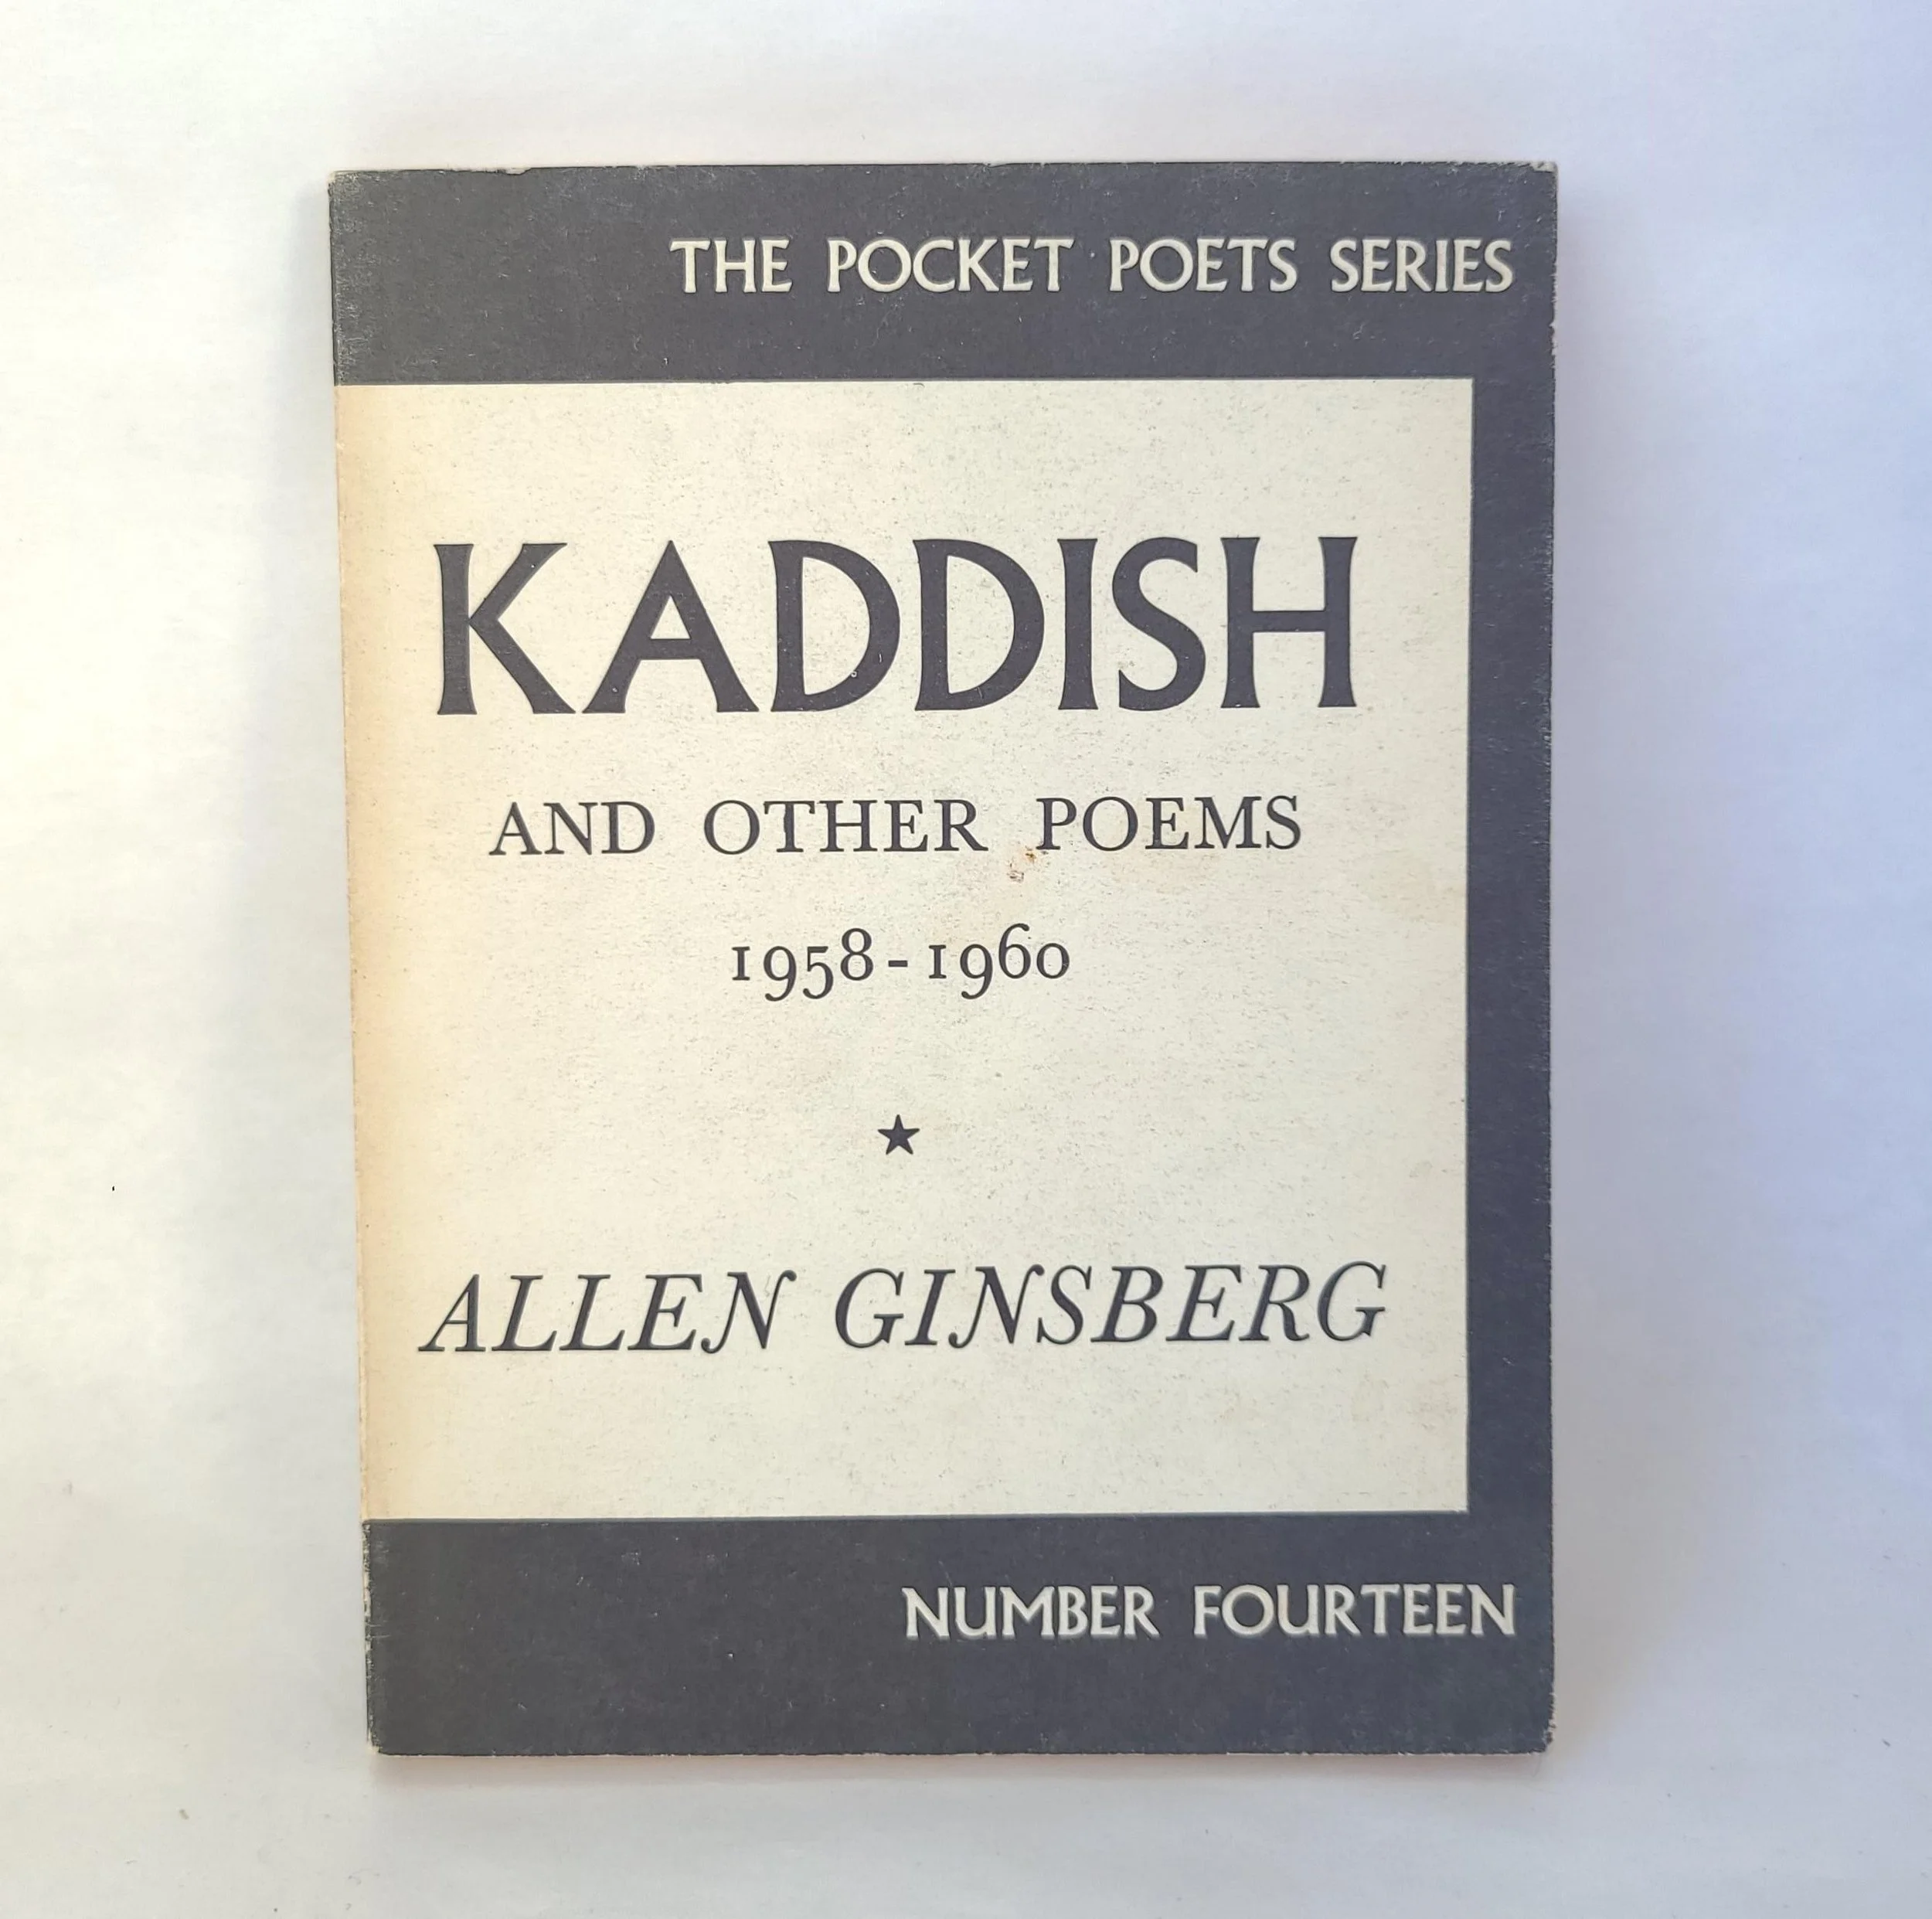 THE POCKET POETS SERIES
KADDISH
AND OTHER POEMS
1958-1960
ALLEN GINSBERG
NUMBER FOURTEEN